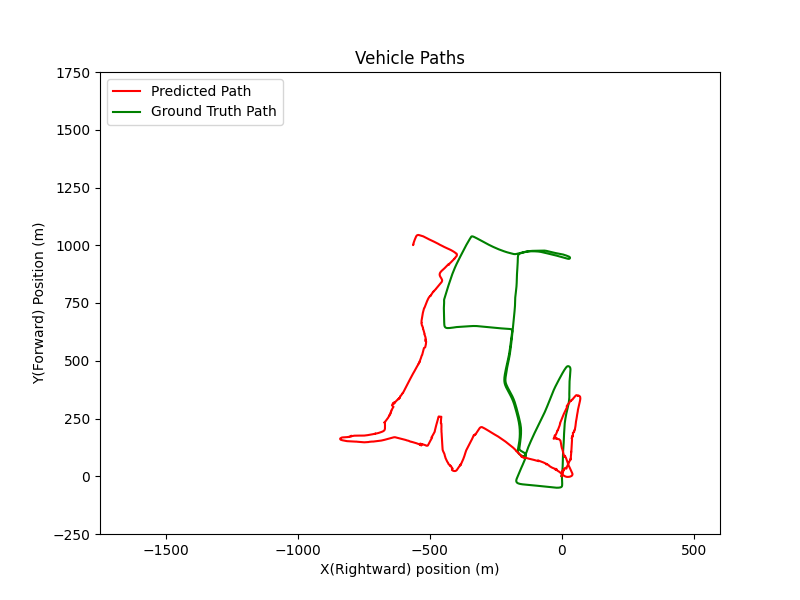 Vehicle Paths
Predicted Path
Ground Truth Path
1750
1500
1250
1000
750
500
250
0
−250
−1500
−1000
−500
0
500
Y(Forward) Position (m)
X(Rightward) position (m)